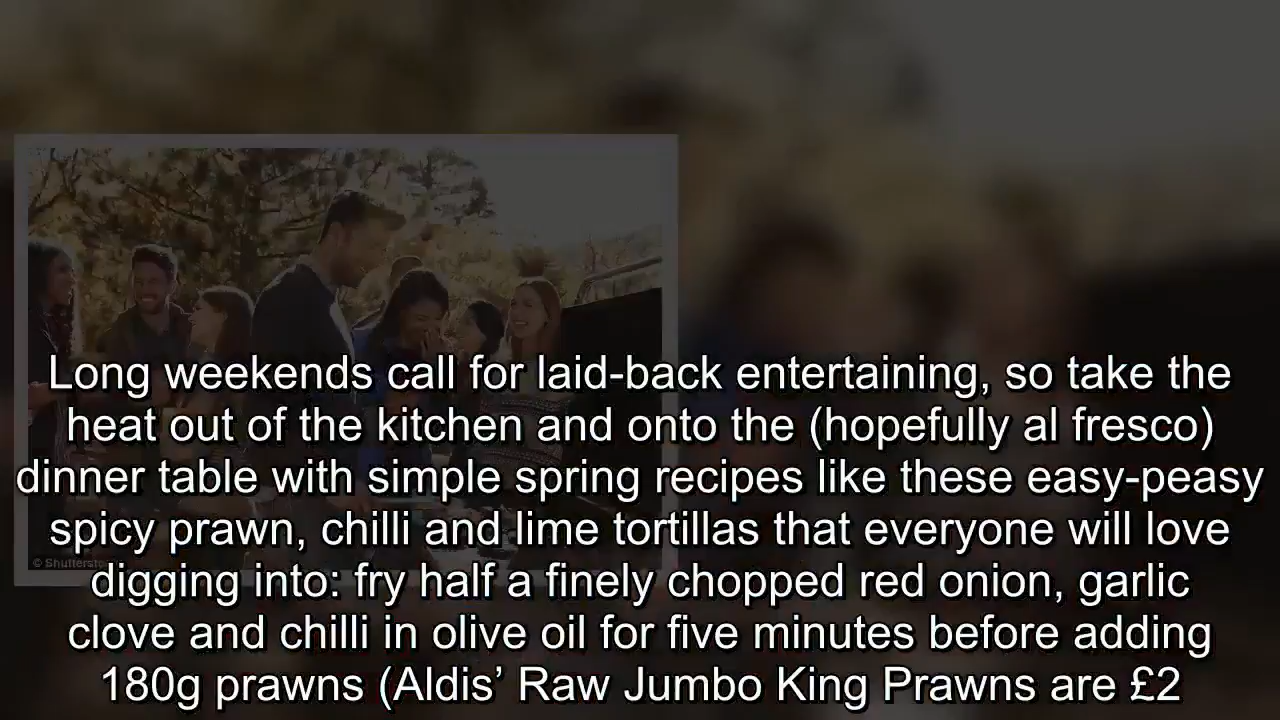 Long weekends call for laid-back entertaining, so take the
heat out of the kitchen and onto the (hopefully al fresco)
dinner table with simple spring recipes like these easy-peasy
spicy prawn, chilli and lime tortillas that everyone will love
digging into: fry half a finely chopped red onion, garlic
clove and chilli in olive oil for five minutes before adding
180g prawns (Aldis’ Raw Jumbo King Prawns are £2